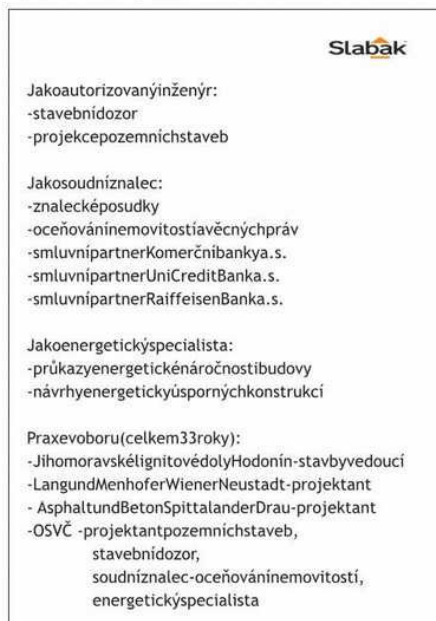 Slabak
Jakoautorizovanýinženýr:
-stavebnídozor
-projekcepozemníchstaveb
Jakosoudníznalec:
-znalecképosudky
-oceňovánínemovitostíavěcnýchpráv
-smluvnípartnerKomerčníbankya.s.
-smluvnípartnerUniCreditBanka.s.
-smluvnípartnerRaiffeisenBanka.s.
Jakoenergetickýspecialista:
-průkazyenergetickénáročnostibudovy
-návrhyenergetickyúspornýchkonstrukcí
Praxevoboru(celkem33roky):
-JihomoravskélignitovédolyHodonín-stavbyvedoucí
-LangundMenhoferWienerNeustadt-projektant
- AsphaltundBetonSpittalanderDrau-projektant
-OSVČ -projektantpozemníchstaveb,
stavebnídozor,
soudníznalec-oceňovánínemovitostí,
energetickýspecialista